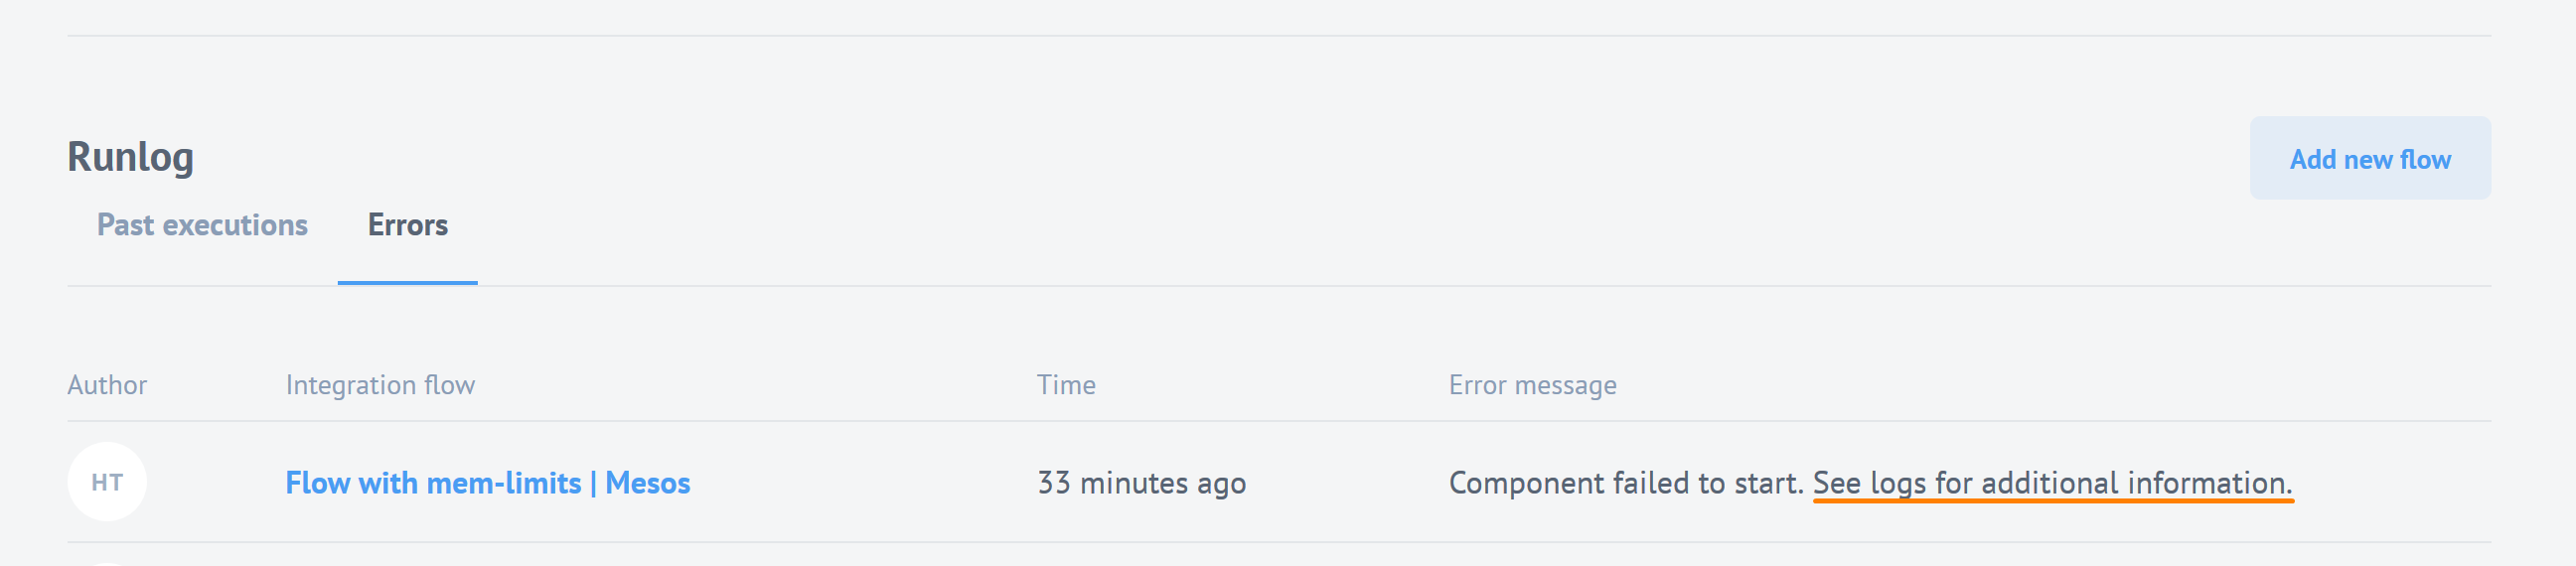 Runlog
Add new flow
Past executions Errors
Author Integration flow Time Error message
HT Flow with mem-limits | Mesos 33 minutes ago Component failed to start. See logs for additional information.